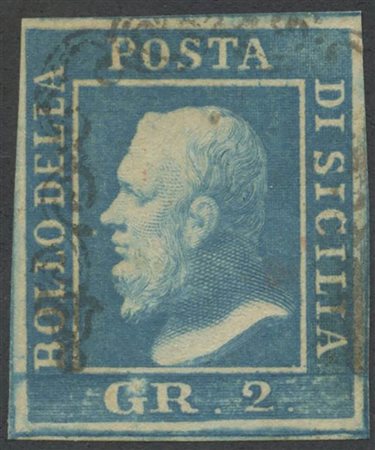 BOLLO DELLA
POSTA
DI SICILIA
GR. 2.